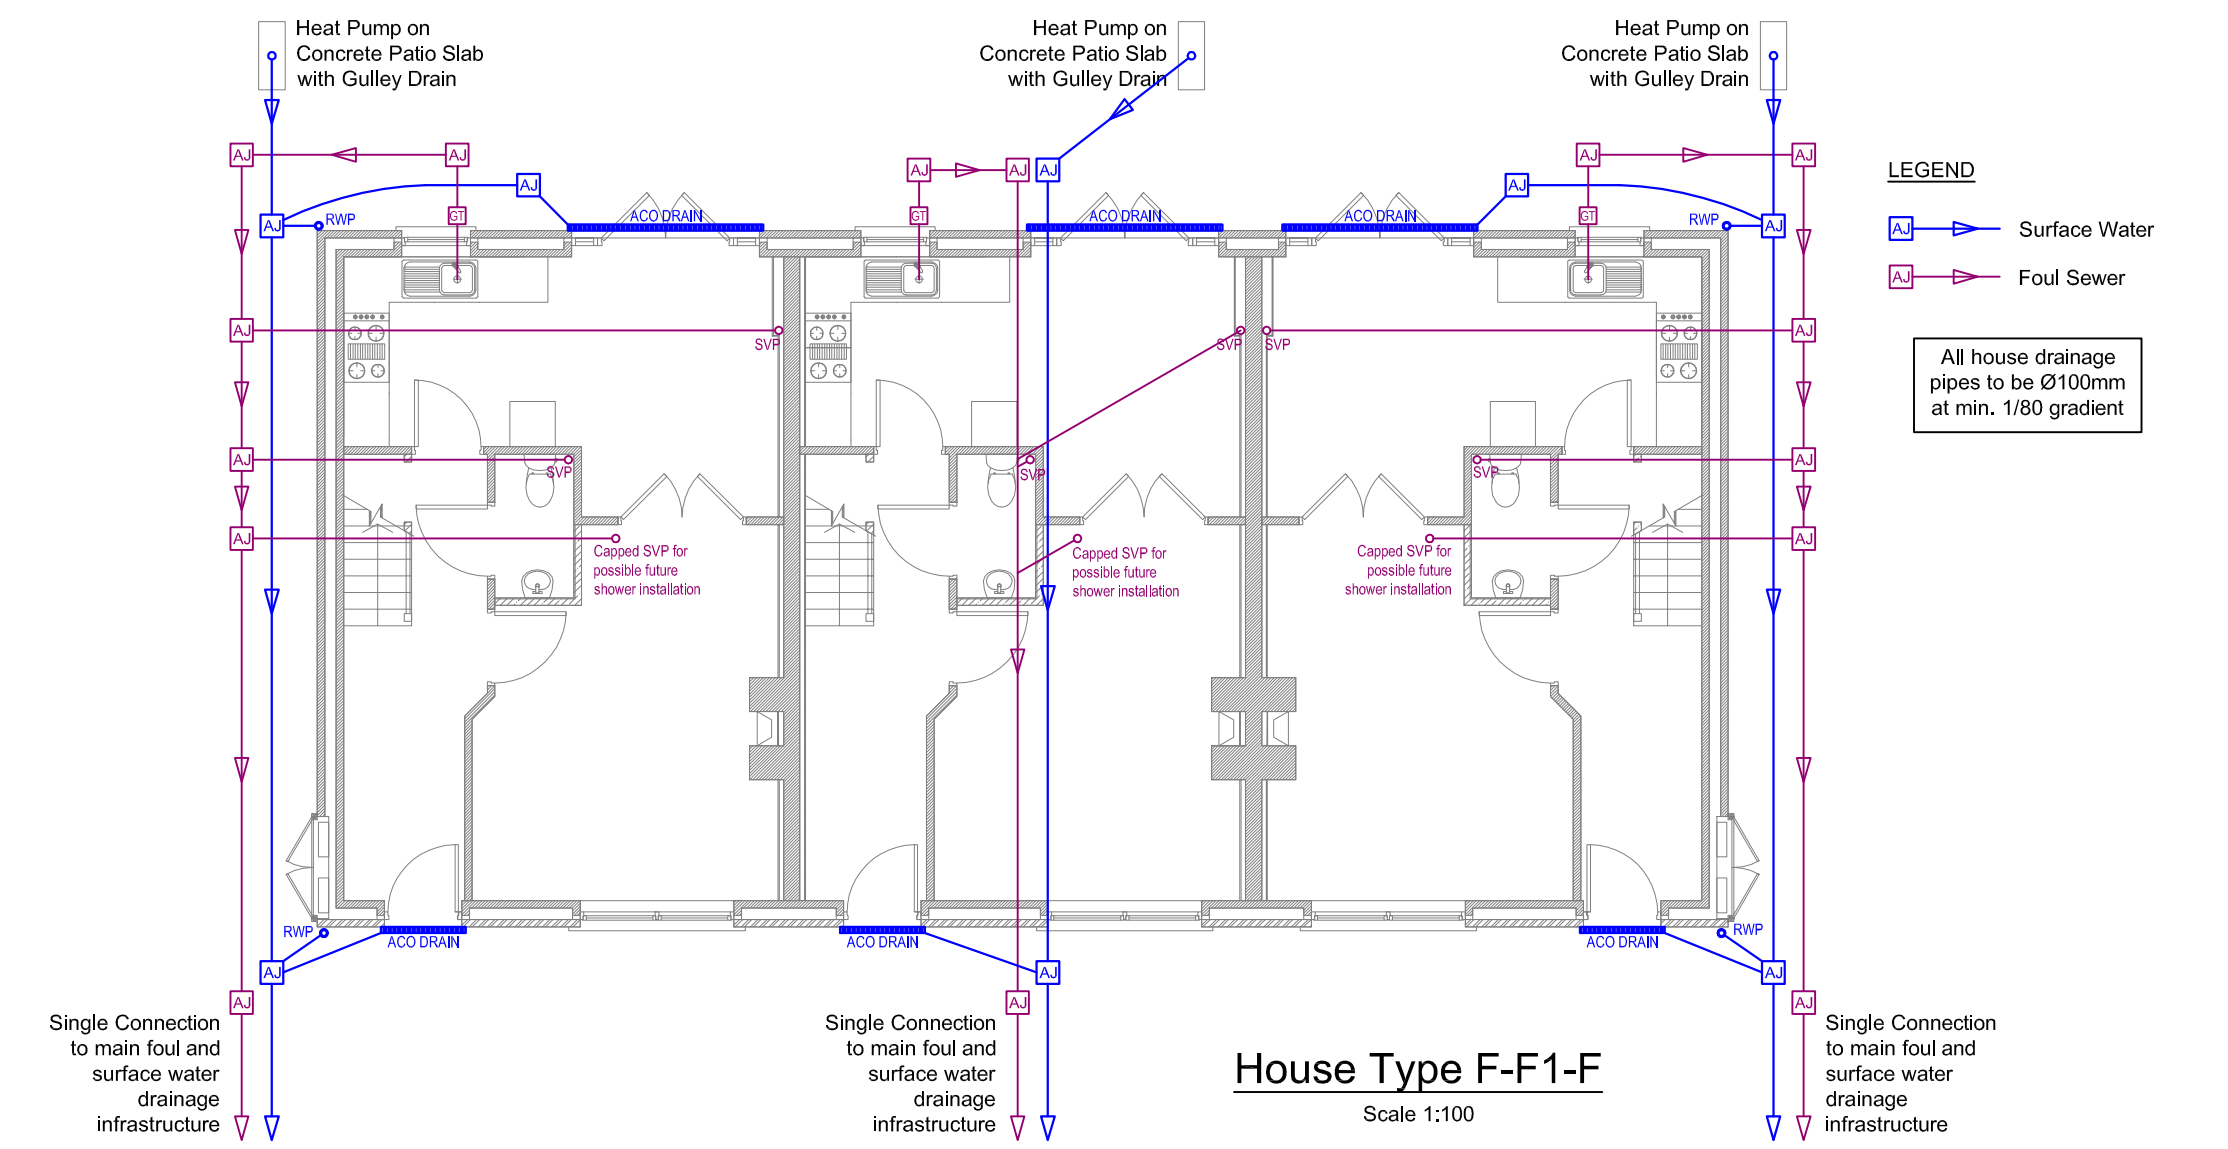 Heat Pump on
Concrete Patio Slab
with Gulley Drain
Heat Pump on
Concrete Patio Slab
with Gulley Drain
Heat Pump on
Concrete Patio Slab
with Gulley Drain
AJ
AJ
AJ
AJ
AJ
AJ
AJ
AJ
AJ
AJ
RWP
GT
ACO DRAIN
GT
ACO DRAIN
ACO DRAIN
GT
RWP
AJ
LEGEND
AJ
Surface Water
AJ
Foul Sewer
All house drainage
pipes to be Ø100mm
at min. 1/80 gradient
AJ
SVP
SVP
SVP
AJ
AJ
SVP
SVP
SVP
AJ
AJ
AJ
Capped SVP for
possible future
shower installation
Capped SVP for
possible future
shower installation
Capped SVP for
possible future
shower installation
RWP
ACO DRAIN
ACO DRAIN
ACO DRAIN
RWP
AJ
AJ
AJ
AJ
AJ
AJ
Single Connection
to main foul and
surface water
drainage
infrastructure
Single Connection
to main foul and
surface water
drainage
infrastructure
Single Connection
to main foul and
surface water
drainage
infrastructure
House Type F-F1-F
Scale 1:100